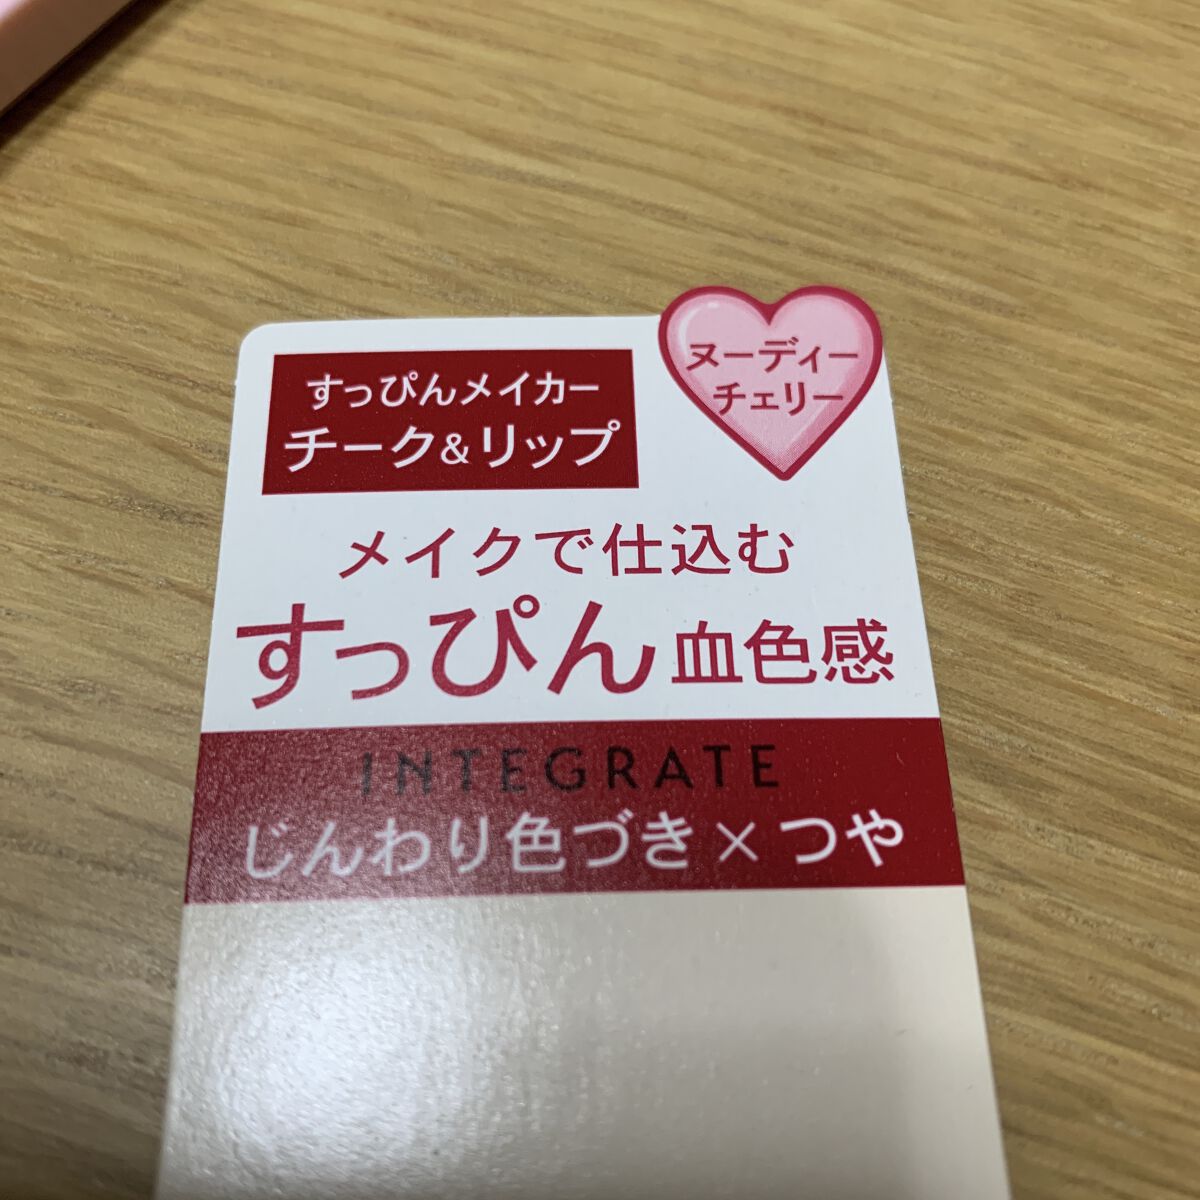 すっぴんメイカー
チーク&リップ
ヌーディー
チェリー
メイクで仕込む
すっぴん血色感
INTEGRATE
じんわり色づき×つや